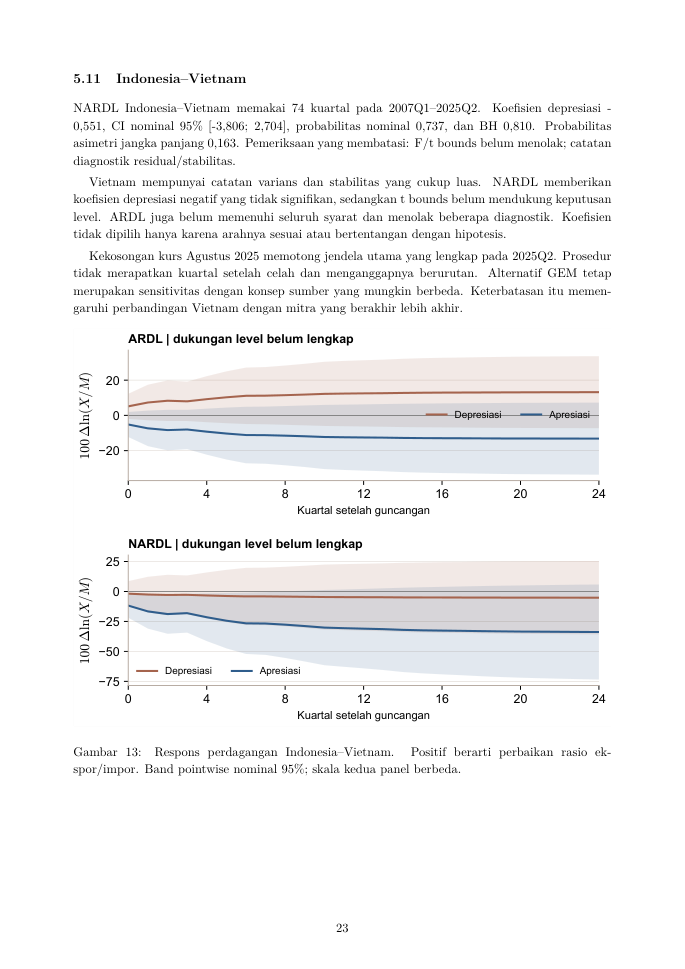 5.11 Indonesia–Vietnam
NARDL Indonesia–Vietnam memakai 74 kuartal pada 2007Q1–2025Q2. Koefisien depresiasi -
0,551, CI nominal 95% [-3,806; 2,704], probabilitas nominal 0,737, dan BH 0,810. Probabilitas
asimetri jangka panjang 0,163. Pemeriksaan yang membatasi: F/t bounds belum menolak; catatan
diagnostik residual/stabilitas.
Vietnam mempunyai catatan varians dan stabilitas yang cukup luas. NARDL memberikan
koefisien depresiasi negatif yang tidak signifikan, sedangkan t bounds belum mendukung keputusan
level. ARDL juga belum memenuhi seluruh syarat dan menolak beberapa diagnostik. Koefisien
tidak dipilih hanya karena arahnya sesuai atau bertentangan dengan hipotesis.
Kekosongan kurs Agustus 2025 memotong jendela utama yang lengkap pada 2025Q2. Prosedur
tidak merapatkan kuartal setelah celah dan menganggapnya berurutan. Alternatif GEM tetap
merupakan sensitivitas dengan konsep sumber yang mungkin berbeda. Keterbatasan itu memen-
garuhi perbandingan Vietnam dengan mitra yang berakhir lebih akhir.
ARDL | dukungan level belum lengkap
100 Δln(X/M)
20
0
−20
Depresiasi Apresiasi
0 4 8 12 16 20 24
Kuartal setelah guncangan
NARDL | dukungan level belum lengkap
100 Δln(X/M)
25
0
−25
−50
−75
Depresiasi Apresiasi
0 4 8 12 16 20 24
Kuartal setelah guncangan
Gambar 13: Respons perdagangan Indonesia–Vietnam. Positif berarti perbaikan rasio ek-
spor/impor. Band pointwise nominal 95%; skala kedua panel berbeda.
23